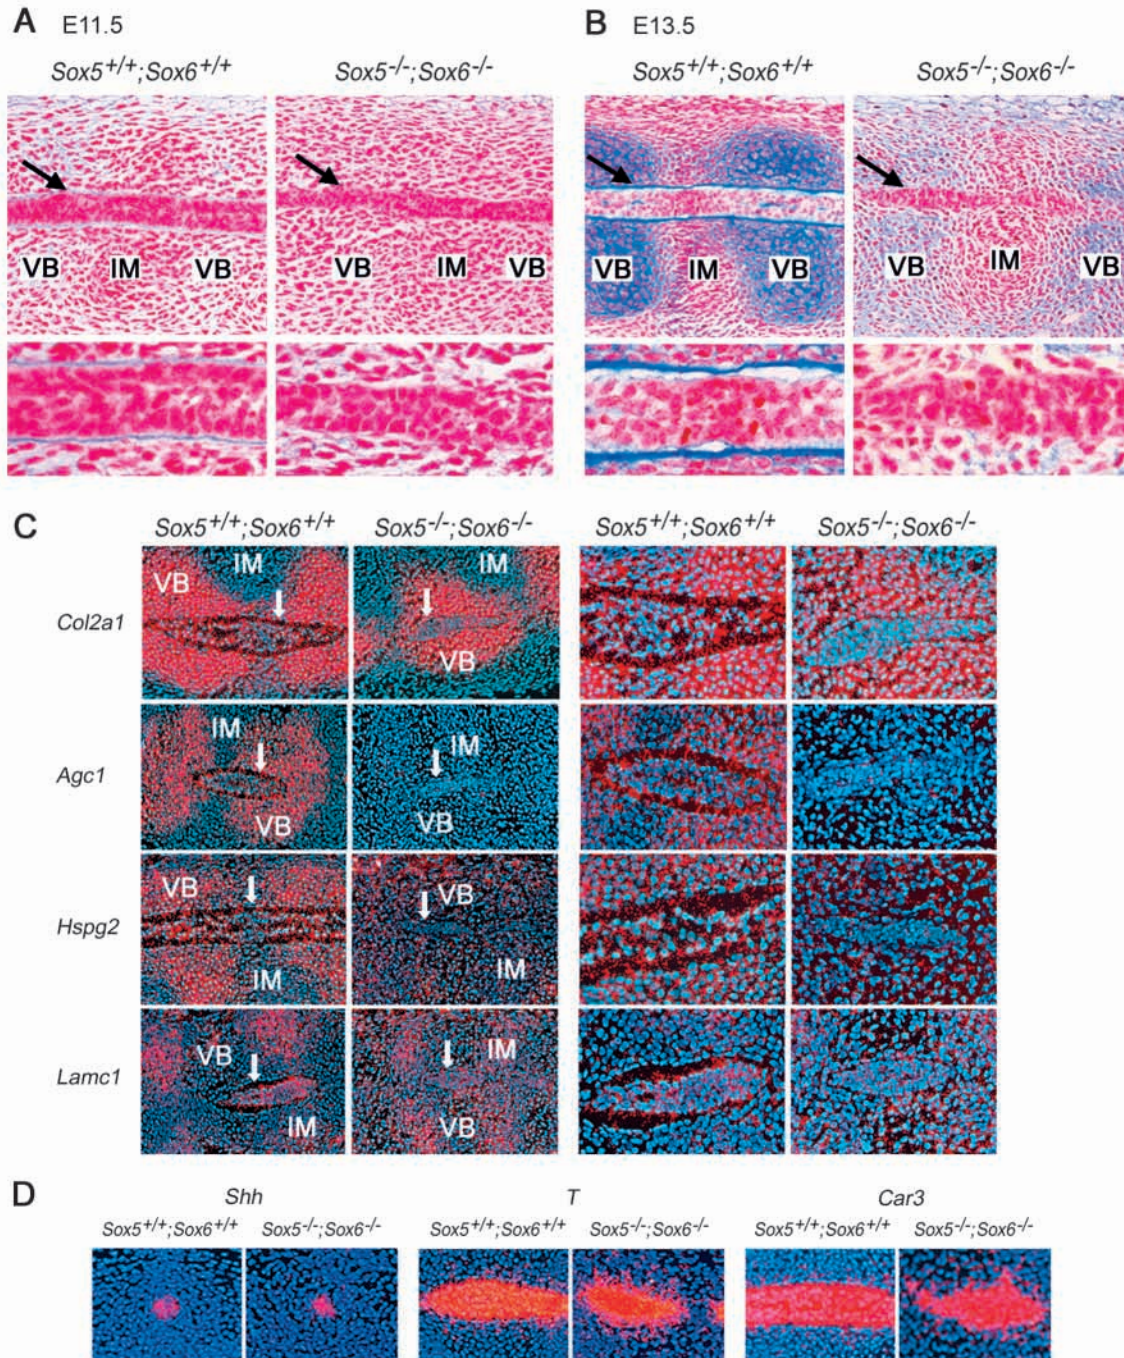 A E11.5
Sox5+/+;Sox6+/+ Sox5-/-;Sox6-/-
VB IM VB VB IM VB
B E13.5
Sox5+/+;Sox6+/+ Sox5-/-;Sox6-/-
VB IM VB VB IM VB
C
Sox5+/+;Sox6+/+ Sox5-/-;Sox6-/- Sox5+/+;Sox6+/+ Sox5-/-;Sox6-/-
Col2a1
VB IM IM VB
Agc1
IM VB IM VB
Hspg2
VB IM VB IM
Lamc1
VB IM IM VB
D
Shh T Car3
Sox5+/+;Sox6+/+ Sox5-/-;Sox6-/- Sox5+/+;Sox6+/+ Sox5-/-;Sox6-/- Sox5+/+;Sox6+/+ Sox5-/-;Sox6-/-